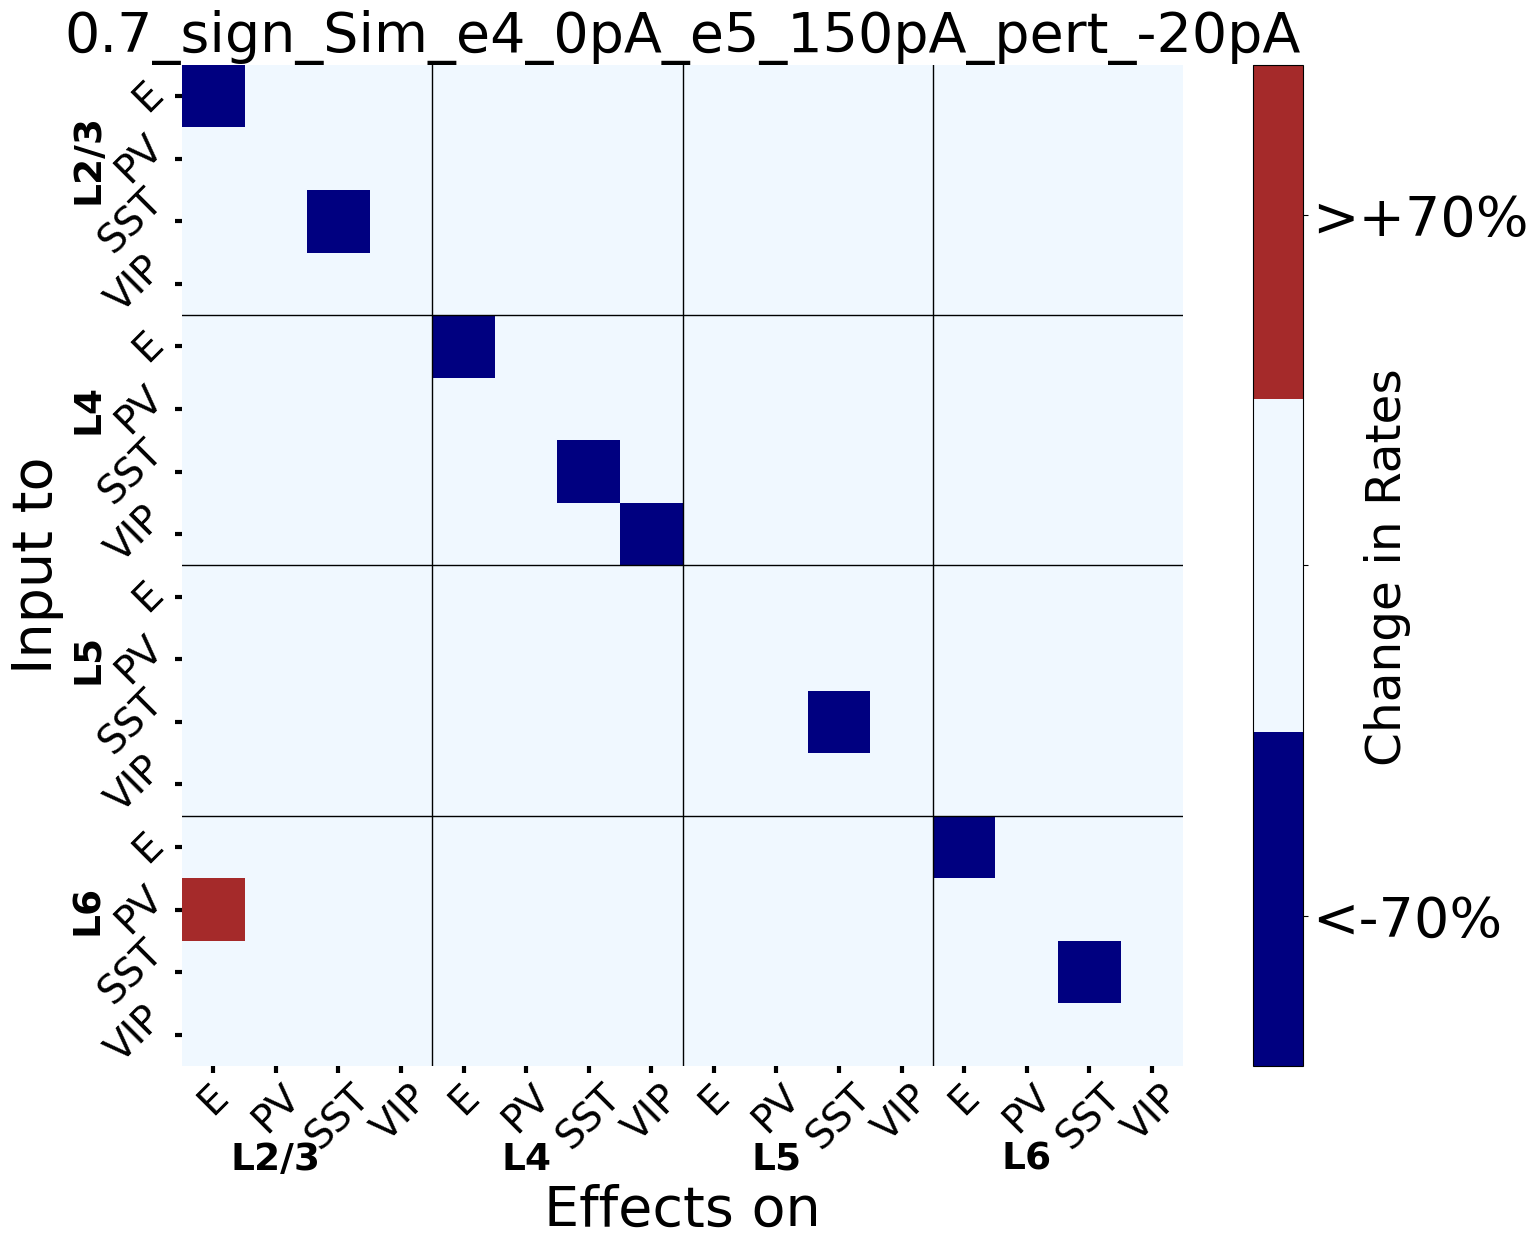 0.7_sign_Sim_e4_0pA_e5_150pA_pert_-20pA
Input to
L2/3
E
PV
SST
VIP
L4
E
PV
SST
VIP
L5
E
PV
SST
VIP
L6
E
PV
SST
VIP
E PV SST VIP E PV SST VIP E PV SST VIP E PV SST VIP
L2/3 L4 L5 L6
Effects on
>+70%
<-70%
Change in Rates